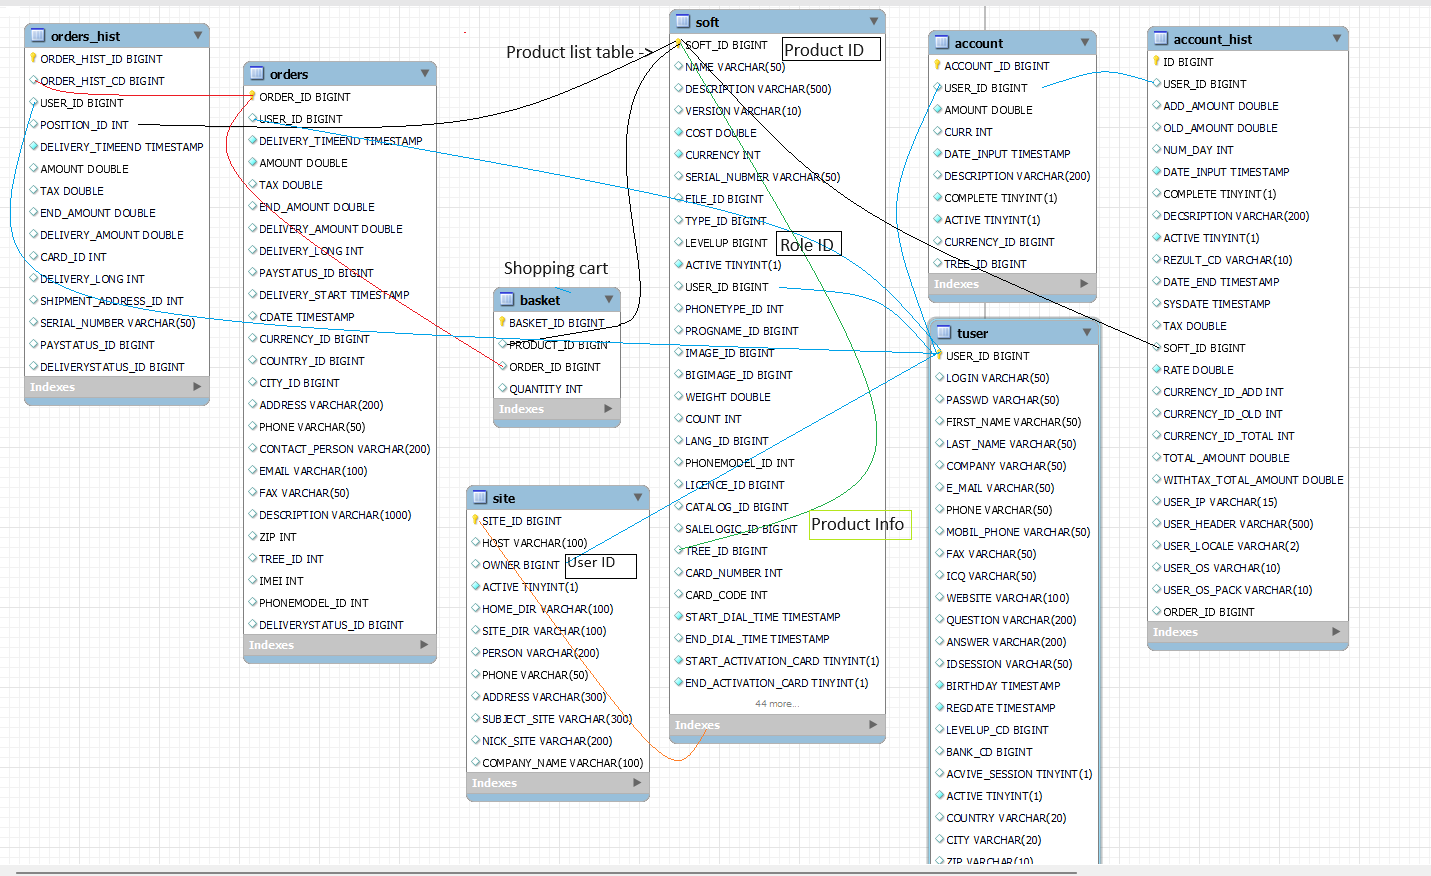 orders_hist
ORDER_HIST_ID BIGINT
ORDER_HIST_CD BIGINT
USER_ID BIGINT
POSITION_ID INT
DELIVERY_TIMEEND TIMESTAMP
AMOUNT DOUBLE
TAX DOUBLE
END_AMOUNT DOUBLE
DELIVERY_AMOUNT DOUBLE
CARD_ID INT
DELIVERY_LONG INT
SHIPMENT_ADDRESS_ID INT
SERIAL_NUMBER VARCHAR(50)
PAYSTATUS_ID BIGINT
DELIVERYSTATUS_ID BIGINT
Indexes
orders
ORDER_ID BIGINT
USER_ID BIGINT
DELIVERY_TIMEEND TIMESTAMP
AMOUNT DOUBLE
TAX DOUBLE
END_AMOUNT DOUBLE
DELIVERY_AMOUNT DOUBLE
DELIVERY_LONG INT
PAYSTATUS_ID BIGINT
DELIVERY_START TIMESTAMP
CDATE TIMESTAMP
CURRENCY_ID BIGINT
COUNTRY_ID BIGINT
CITY_ID BIGINT
ADDRESS VARCHAR(200)
PHONE VARCHAR(50)
CONTACT_PERSON VARCHAR(200)
EMAIL VARCHAR(100)
FAX VARCHAR(50)
DESCRIPTION VARCHAR(1000)
ZIP INT
TREE_ID INT
IMEI INT
PHONEMODEL_ID INT
DELIVERYSTATUS_ID BIGINT
Indexes
Product list table ->
Shopping cart
basket
BASKET_ID BIGINT
PRODUCT_ID BIGINT
ORDER_ID BIGINT
QUANTITY INT
Indexes
site
SITE_ID BIGINT
HOST VARCHAR(100)
OWNER BIGINT
User ID
ACTIVE TINYINT(1)
HOME_DIR VARCHAR(100)
SITE_DIR VARCHAR(100)
PERSON VARCHAR(200)
PHONE VARCHAR(50)
ADDRESS VARCHAR(300)
SUBJECT_SITE VARCHAR(300)
NICK_SITE VARCHAR(200)
COMPANY_NAME VARCHAR(100)
Indexes
soft
SOFT_ID BIGINT
Product ID
NAME VARCHAR(50)
DESCRIPTION VARCHAR(500)
VERSION VARCHAR(10)
COST DOUBLE
CURRENCY INT
SERIAL_NUBMER VARCHAR(50)
FILE_ID BIGINT
TYPE_ID BIGINT
LEVELUP BIGINT
Role ID
ACTIVE TINYINT(1)
USER_ID BIGINT
PHONETYPE_ID INT
PROGNAME_ID BIGINT
IMAGE_ID BIGINT
BIGIMAGE_ID BIGINT
WEIGHT DOUBLE
COUNT INT
LANG_ID BIGINT
PHONEMODEL_ID INT
LICENCE_ID BIGINT
CATALOG_ID BIGINT
SALELOGIC_ID BIGINT
Product Info
TREE_ID BIGINT
CARD_NUMBER INT
CARD_CODE INT
START_DIAL_TIME TIMESTAMP
END_DIAL_TIME TIMESTAMP
START_ACTIVATION_CARD TINYINT(1)
END_ACTIVATION_CARD TINYINT(1)
44 more...
Indexes
account
ACCOUNT_ID BIGINT
USER_ID BIGINT
AMOUNT DOUBLE
CURR INT
DATE_INPUT TIMESTAMP
DESCRIPTION VARCHAR(200)
COMPLETE TINYINT(1)
ACTIVE TINYINT(1)
CURRENCY_ID BIGINT
TREE_ID BIGINT
Indexes
tuser
USER_ID BIGINT
LOGIN VARCHAR(50)
PASSWD VARCHAR(50)
FIRST_NAME VARCHAR(50)
LAST_NAME VARCHAR(50)
COMPANY VARCHAR(50)
E_MAIL VARCHAR(50)
PHONE VARCHAR(50)
MOBIL_PHONE VARCHAR(50)
FAX VARCHAR(50)
ICQ VARCHAR(50)
WEBSITE VARCHAR(100)
QUESTION VARCHAR(200)
ANSWER VARCHAR(200)
IDSESSION VARCHAR(50)
BIRTHDAY TIMESTAMP
REGDATE TIMESTAMP
LEVELUP_CD BIGINT
BANK_CD BIGINT
ACVIVE_SESSION TINYINT(1)
ACTIVE TINYINT(1)
COUNTRY VARCHAR(20)
CITY VARCHAR(20)
ZIP VARCHAR(10)
account_hist
ID BIGINT
USER_ID BIGINT
ADD_AMOUNT DOUBLE
OLD_AMOUNT DOUBLE
NUM_DAY INT
DATE_INPUT TIMESTAMP
COMPLETE TINYINT(1)
DECSRIPTION VARCHAR(200)
ACTIVE TINYINT(1)
REZULT_CD VARCHAR(10)
DATE_END TIMESTAMP
SYSDATE TIMESTAMP
TAX DOUBLE
SOFT_ID BIGINT
RATE DOUBLE
CURRENCY_ID_ADD INT
CURRENCY_ID_OLD INT
CURRENCY_ID_TOTAL INT
TOTAL_AMOUNT DOUBLE
WITHTAX_TOTAL_AMOUNT DOUBLE
USER_IP VARCHAR(15)
USER_HEADER VARCHAR(500)
USER_LOCALE VARCHAR(2)
USER_OS VARCHAR(10)
USER_OS_PACK VARCHAR(10)
ORDER_ID BIGINT
Indexes